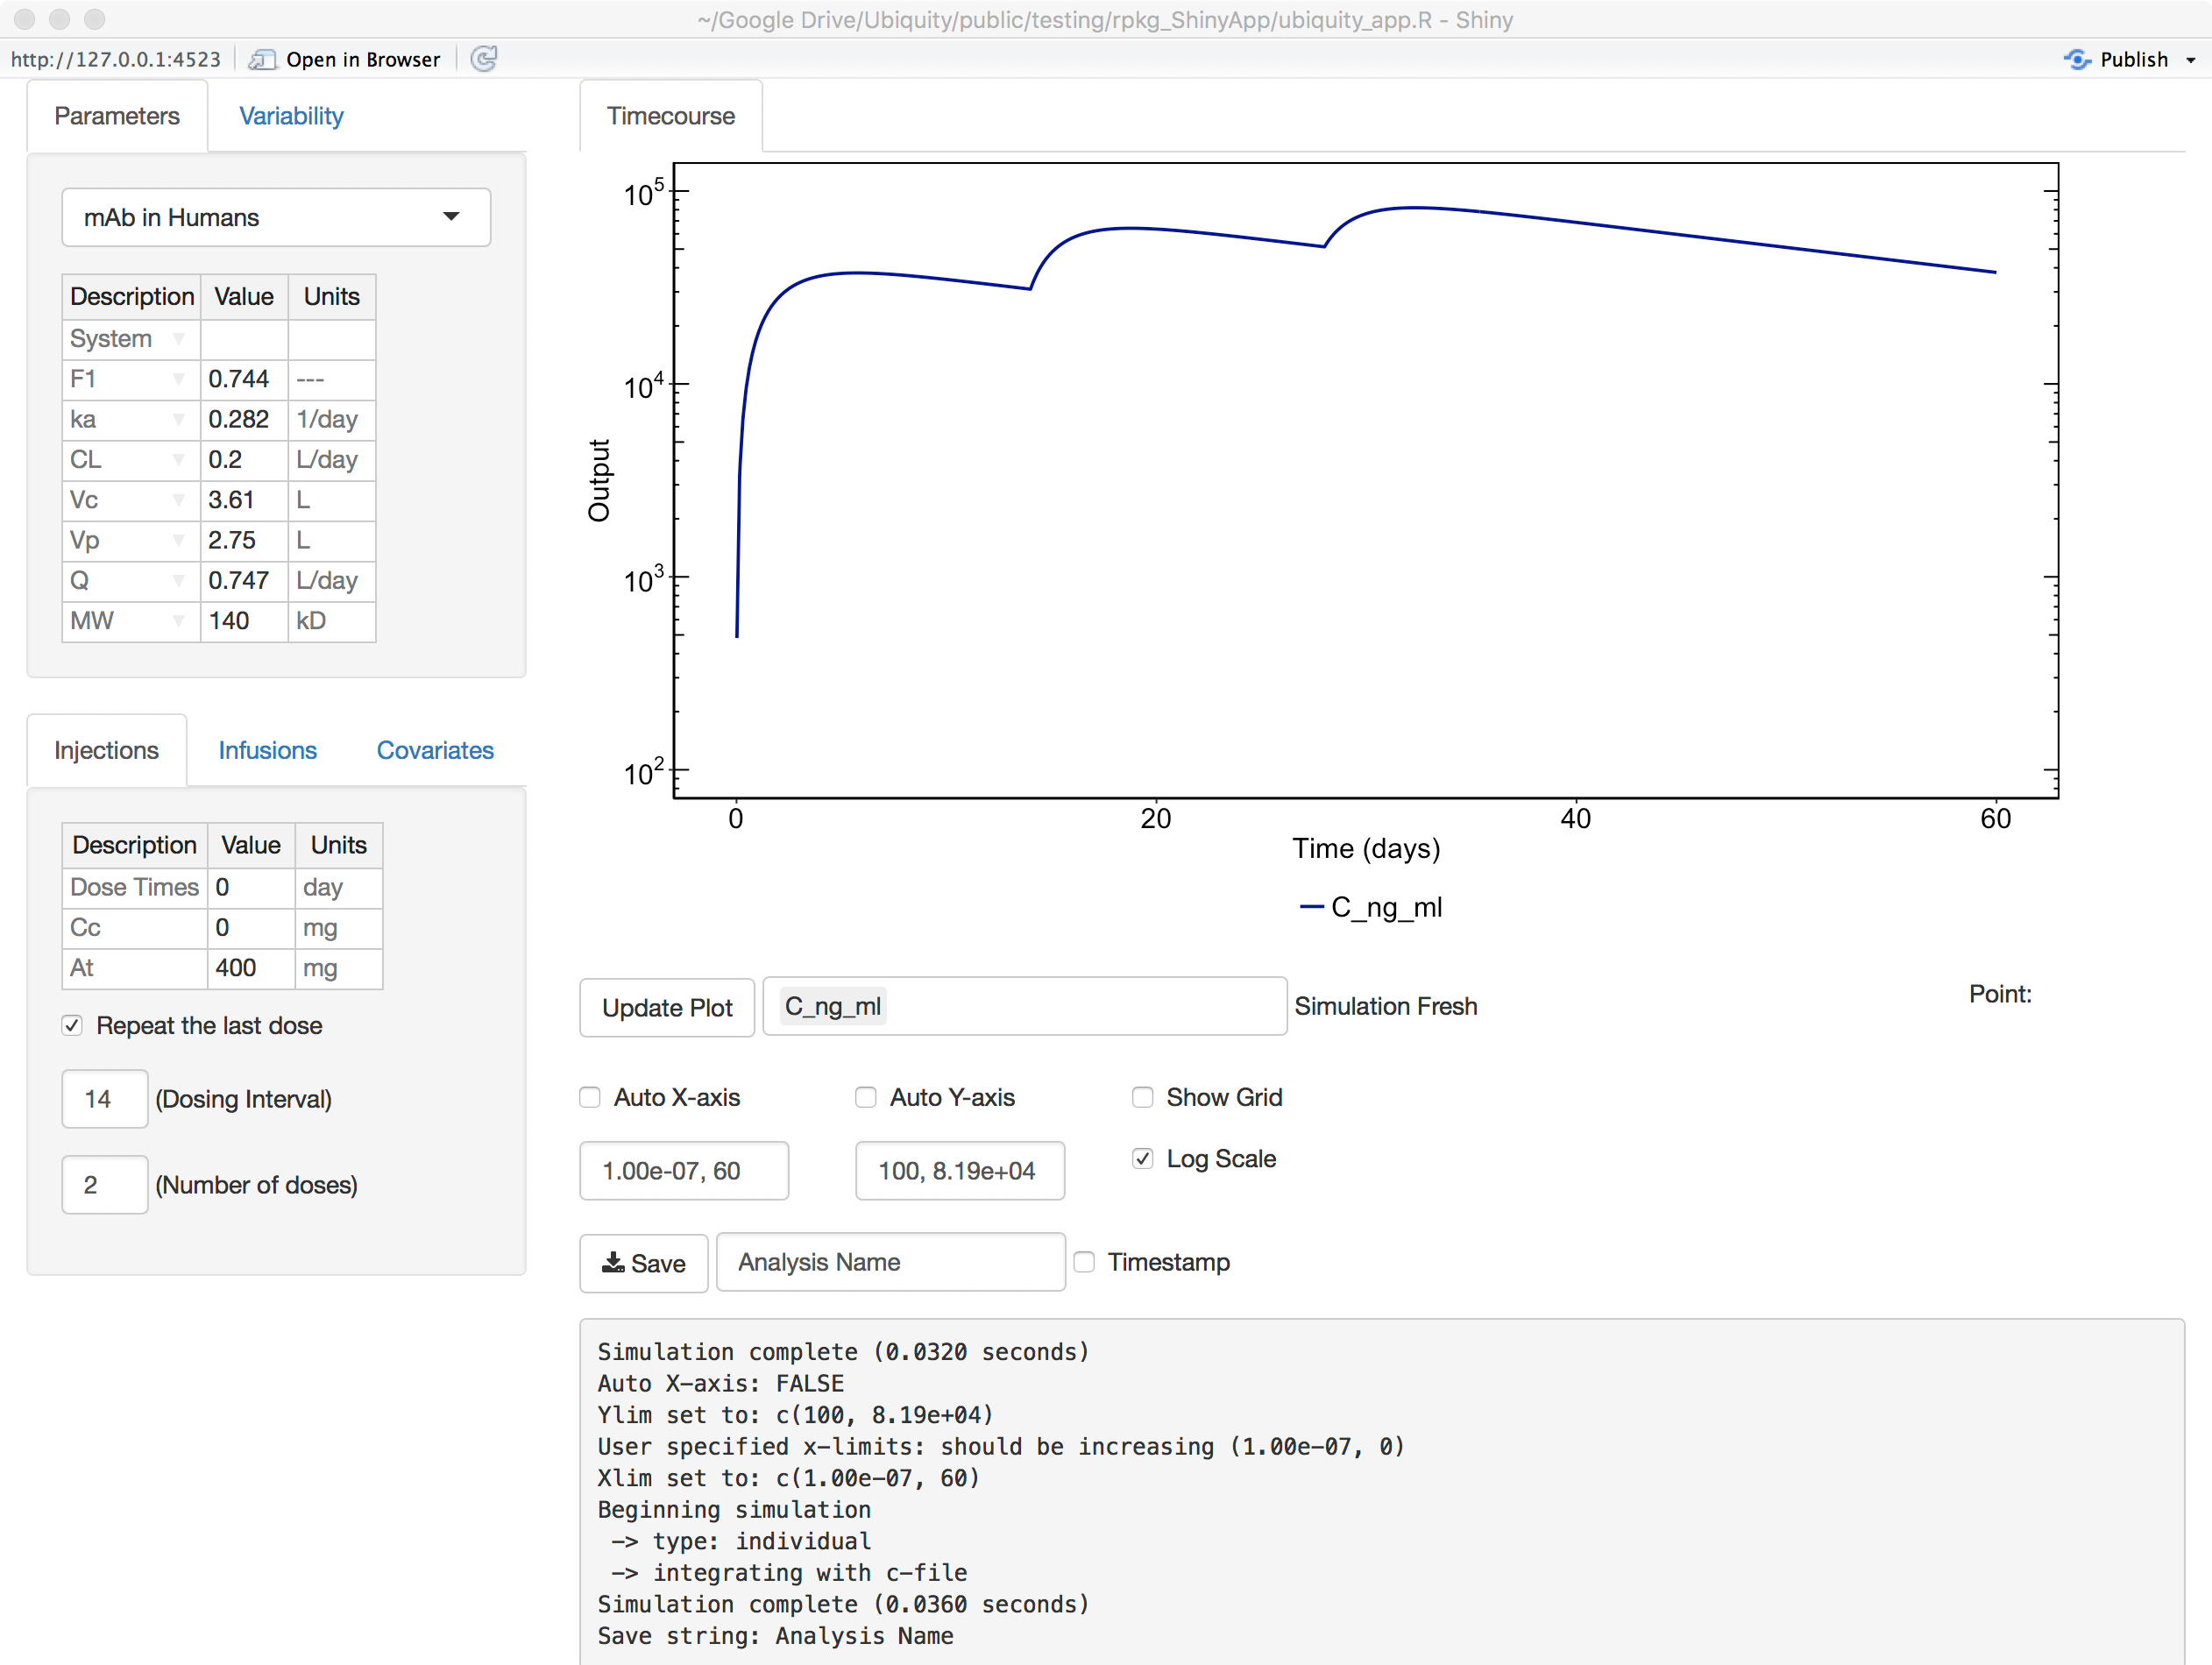 ~/Google Drive/Ubiquity/public/testing/rpkg_ShinyApp/ubiquity_app.R - Shiny
http://127.0.0.1:4523 Open in Browser Publish
Parameters Variability
mAb in Humans
Description Value Units
System
F1 0.744 ---
ka 0.282 1/day
CL 0.2 L/day
Vc 3.61 L
Vp 2.75 L
Q 0.747 L/day
MW 140 kD
Injections Infusions Covariates
Description Value Units
Dose Times 0 day
Cc 0 mg
At 400 mg
Repeat the last dose
14 (Dosing Interval)
2 (Number of doses)
Timecourse
10^5
10^4
10^3
10^2
Output
0 20 40 60
Time (days)
C_ng_ml
Update Plot C_ng_ml Simulation Fresh Point:
Auto X-axis Auto Y-axis Show Grid
1.00e-07, 60 100, 8.19e+04 Log Scale
Save Analysis Name Timestamp
Simulation complete (0.0320 seconds)
Auto X-axis: FALSE
Ylim set to: c(100, 8.19e+04)
User specified x-limits: should be increasing (1.00e-07, 0)
Xlim set to: c(1.00e-07, 60)
Beginning simulation
-> type: individual
-> integrating with c-file
Simulation complete (0.0360 seconds)
Save string: Analysis Name